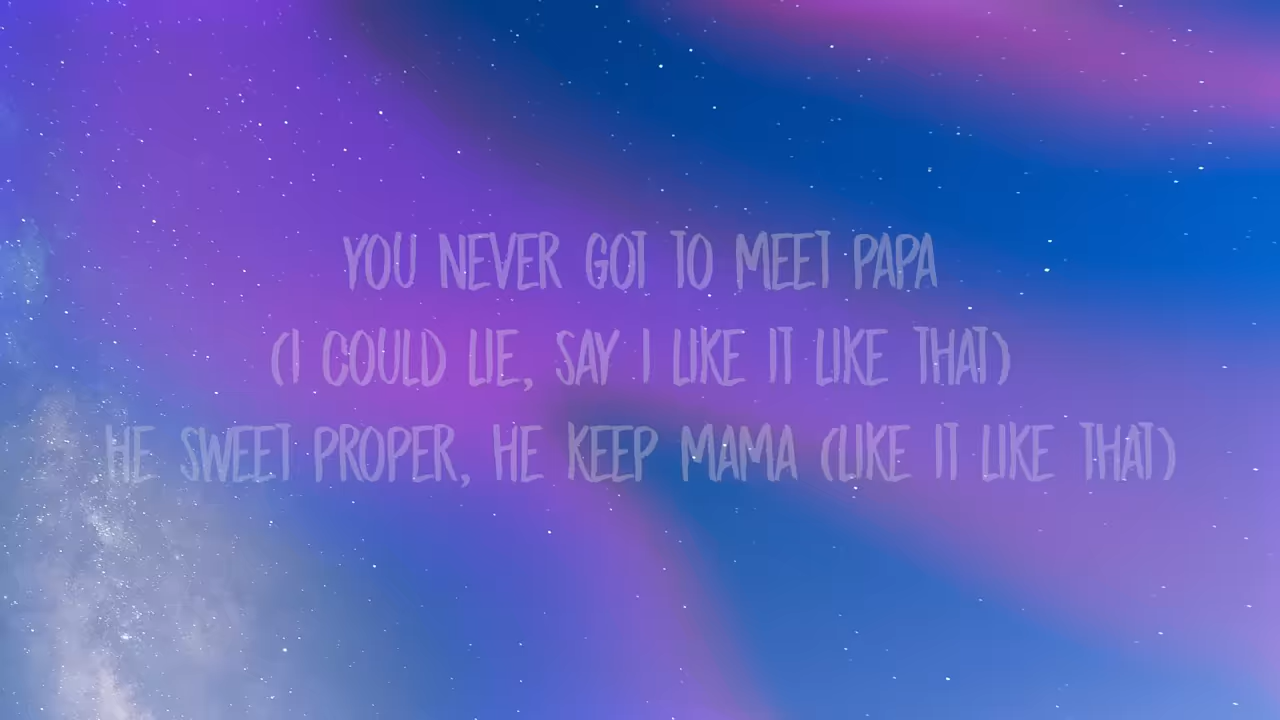 YOU NEVER GOT TO MEET PAPA
(I COULD LIE, SAY I LIKE IT LIKE THAT)
HE SWEET PROPER, HE KEEP MAMA (LIKE IT LIKE THAT)